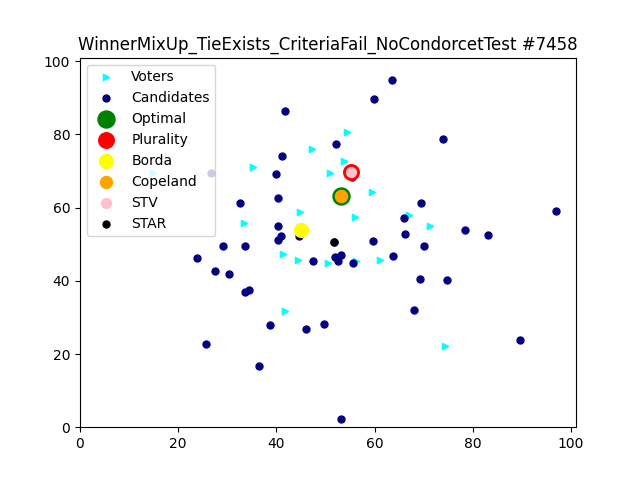 WinnerMixUp_TieExists_CriteriaFail_NoCondorcetTest #7458
Voters
Candidates
Optimal
Plurality
Borda
Copeland
STV
STAR
100
80
60
40
20
0
0 20 40 60 80 100